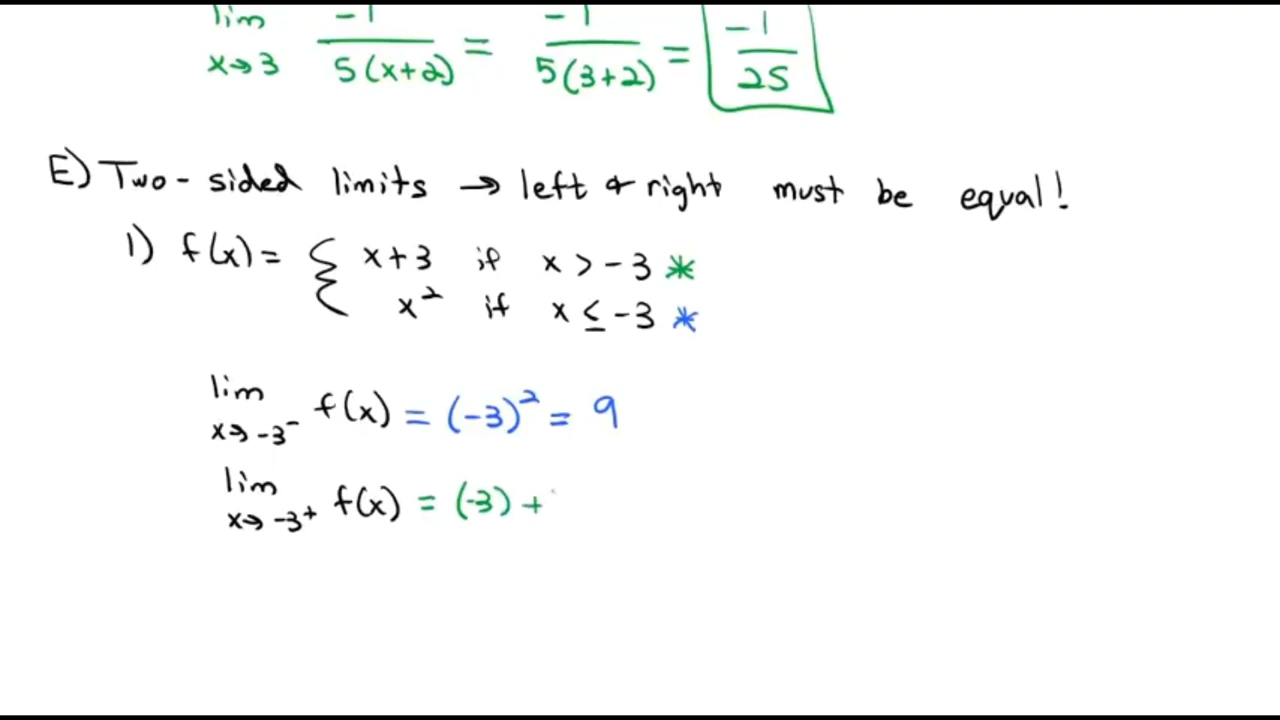 lim x→3 -1/5(x+2) = -1/5(3+2) = -1/25
E) Two-sided limits → left & right must be equal!
1) f(x) = { x+3 if x > -3 *
x² if x ≤ -3 *
lim x→-3⁻ f(x) = (-3)² = 9
lim x→-3⁺ f(x) = (-3) +